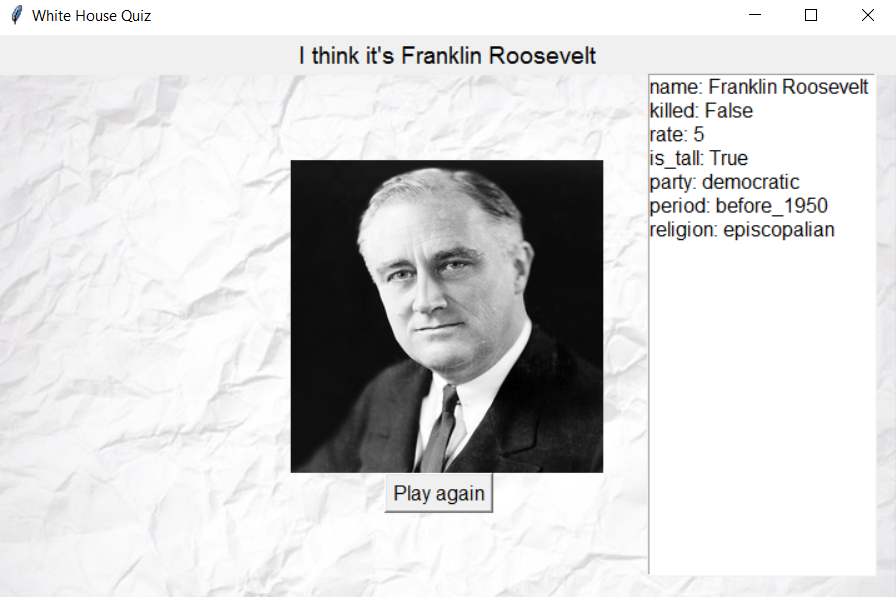 White House Quiz
I think it's Franklin Roosevelt
name: Franklin Roosevelt
killed: False
rate: 5
is_tall: True
party: democratic
period: before_1950
religion: episcopalian
Play again